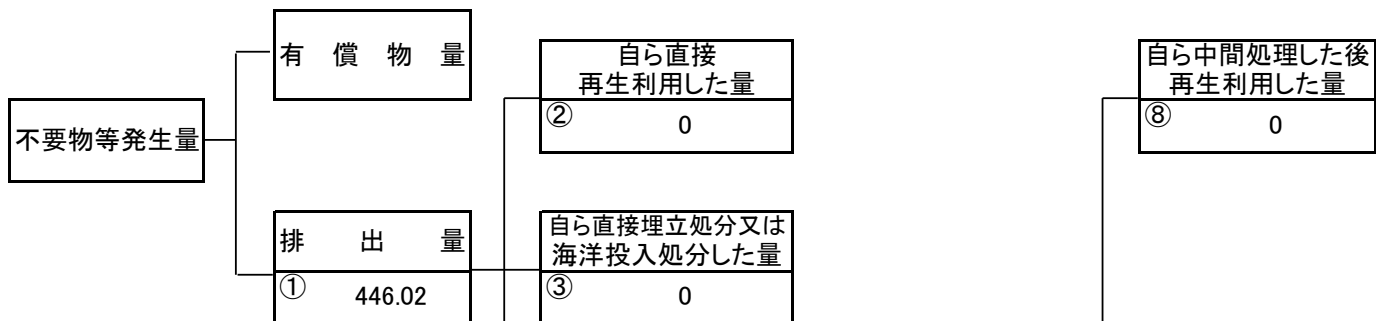 有償物量
自ら直接
再生利用した量
② 0
自ら中間処理した後
再生利用した量
⑧ 0
不要物等発生量
排出量
① 446.02
自ら直接埋立処分又は
海洋投入処分した量
③ 0